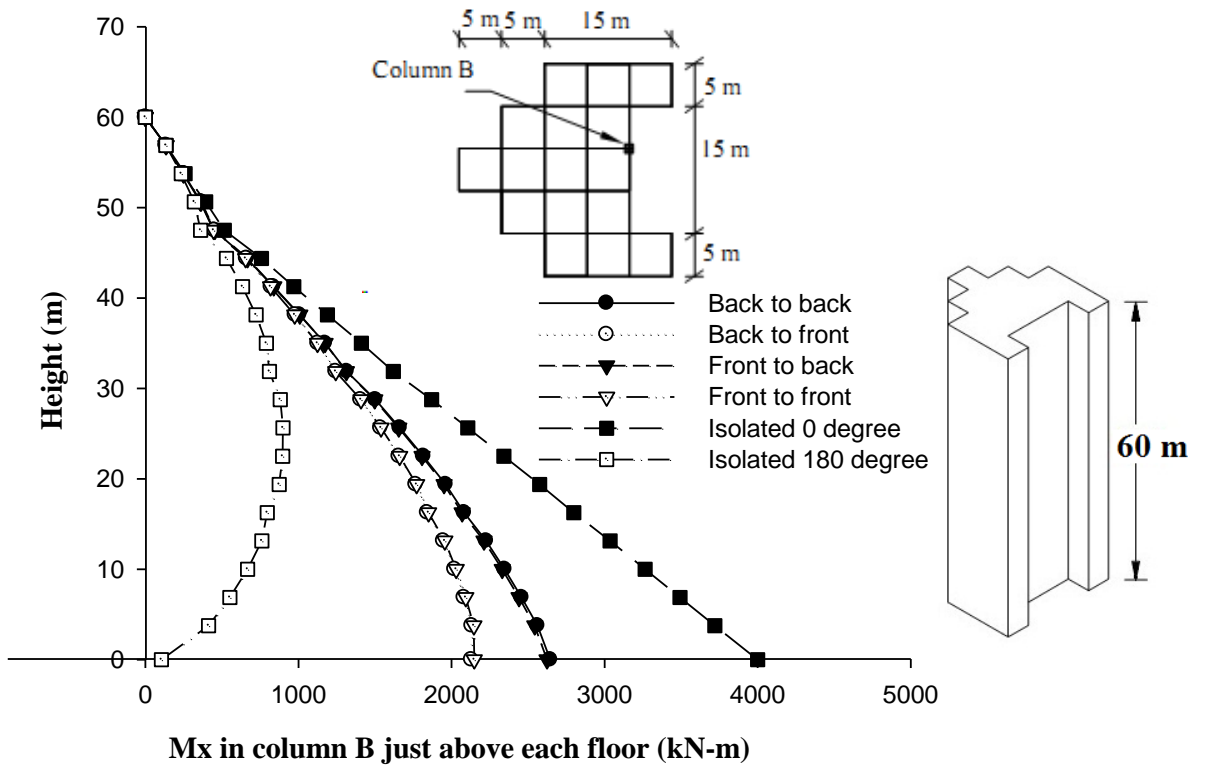 70
60
50
40
30
20
10
0
Height (m)
0 1000 2000 3000 4000 5000
Mx in column B just above each floor (kN-m)
5 m 5 m 15 m
Column B
5 m
15 m
5 m
Back to back
Back to front
Front to back
Front to front
Isolated 0 degree
Isolated 180 degree
60 m